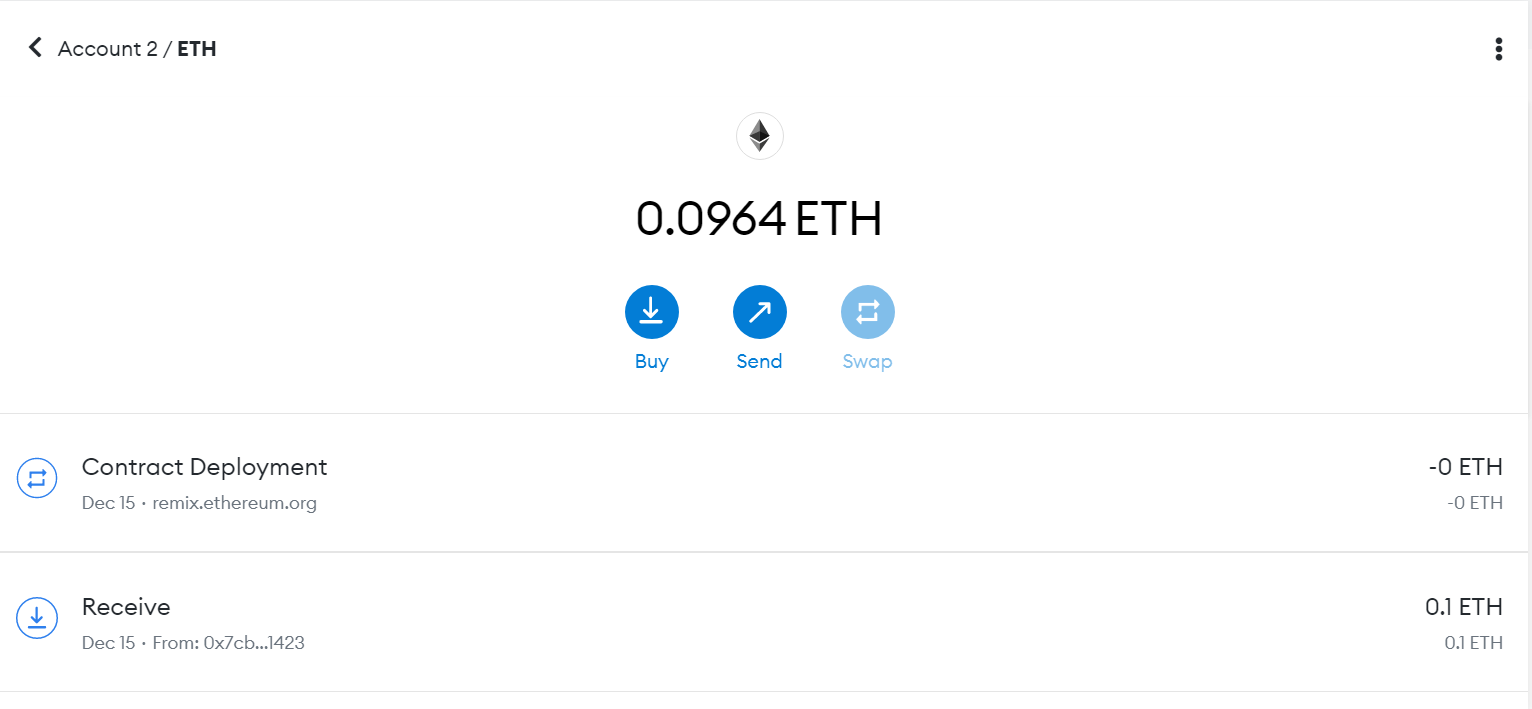 Account 2 / ETH
0.0964 ETH
Buy
Send
Swap
Contract Deployment
-0 ETH
Dec 15 · remix.ethereum.org
-0 ETH
Receive
0.1 ETH
Dec 15 · From: 0x7cb...1423
0.1 ETH